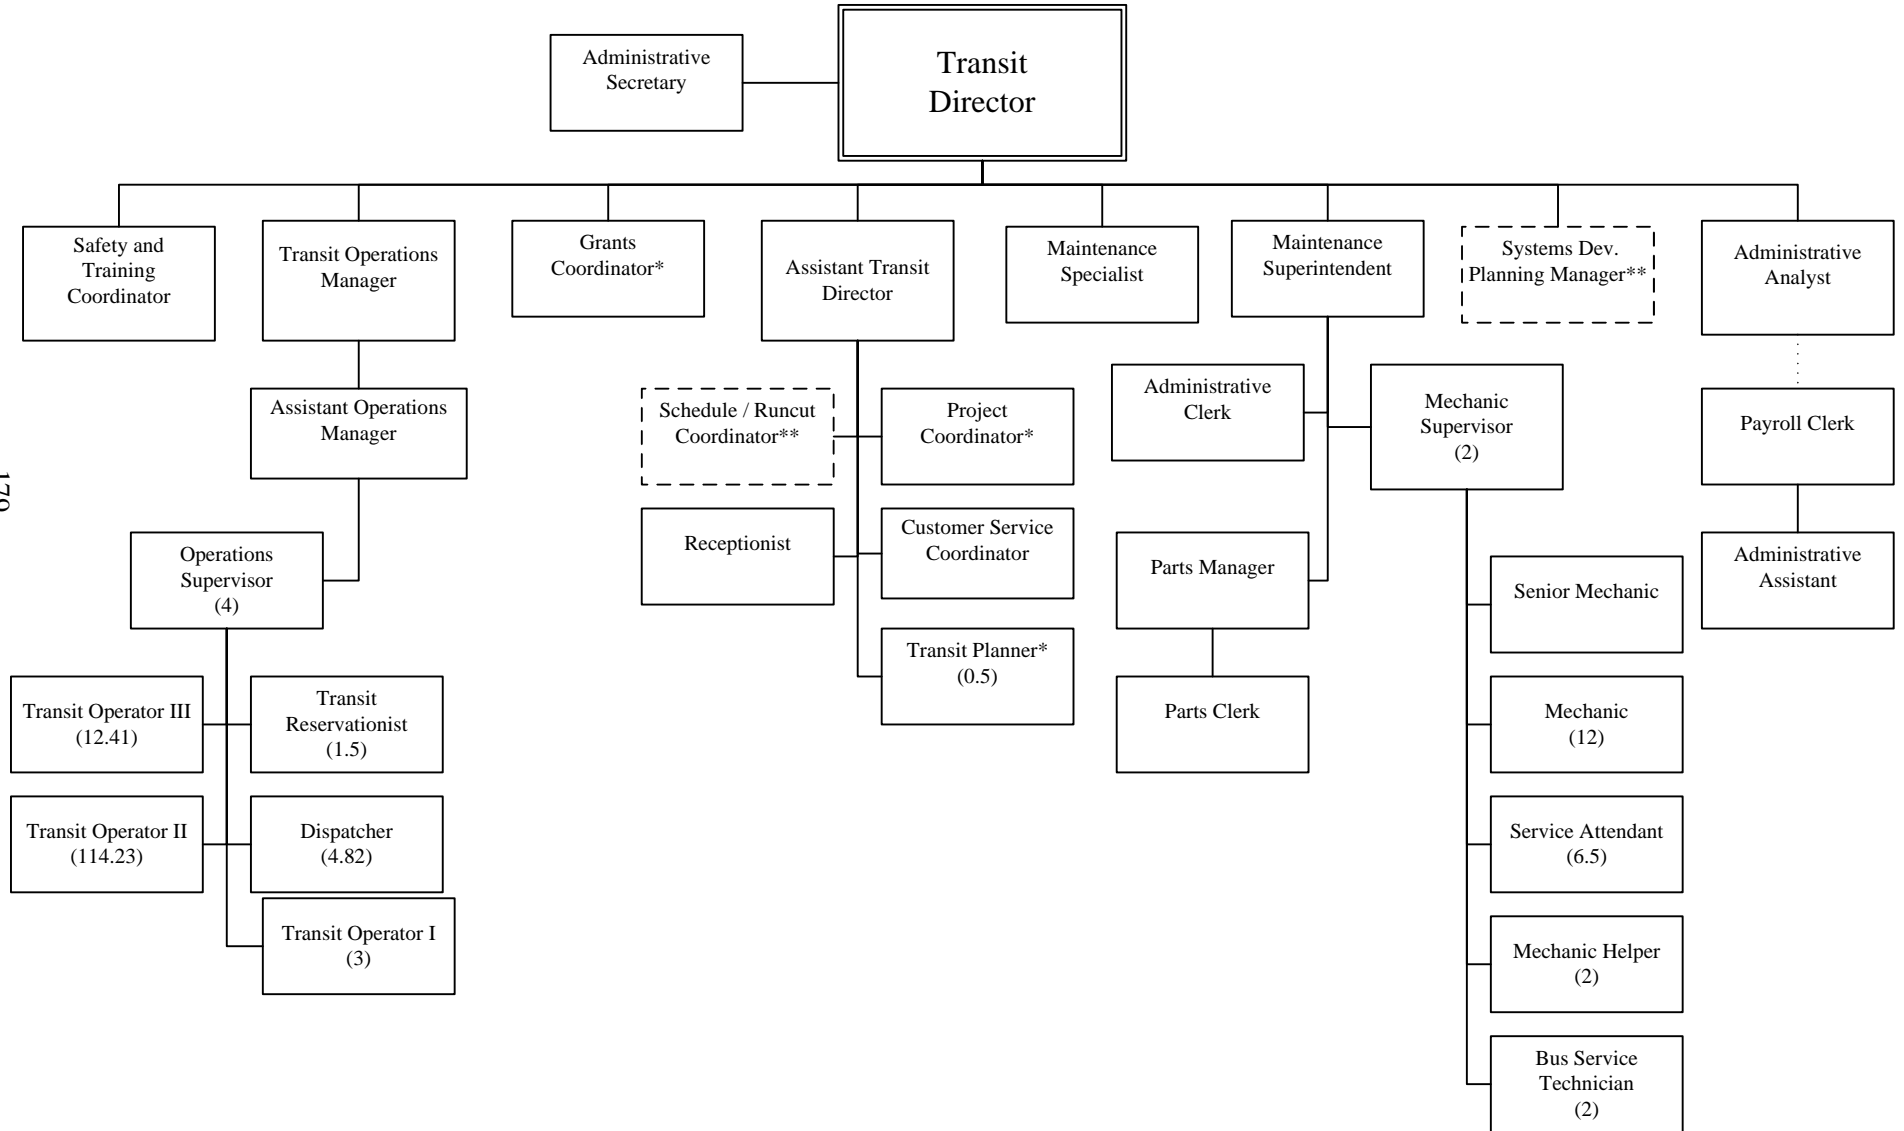 Administrative
Secretary
Transit
Director
Safety and
Training
Coordinator
Transit Operations
Manager
Grants
Coordinator*
Assistant Transit
Director
Maintenance
Specialist
Maintenance
Superintendent
Systems Dev.
Planning Manager**
Administrative
Analyst
Assistant Operations
Manager
Schedule / Runcut
Coordinator**
Project
Coordinator*
Administrative
Clerk
Mechanic
Supervisor
(2)
Payroll Clerk
179
Operations
Supervisor
(4)
Receptionist
Customer Service
Coordinator
Parts Manager
Senior Mechanic
Administrative
Assistant
Transit Operator III
(12.41)
Transit
Reservationist
(1.5)
Transit Planner*
(0.5)
Parts Clerk
Mechanic
(12)
Transit Operator II
(114.23)
Dispatcher
(4.82)
Service Attendant
(6.5)
Transit Operator I
(3)
Mechanic Helper
(2)
Bus Service
Technician
(2)